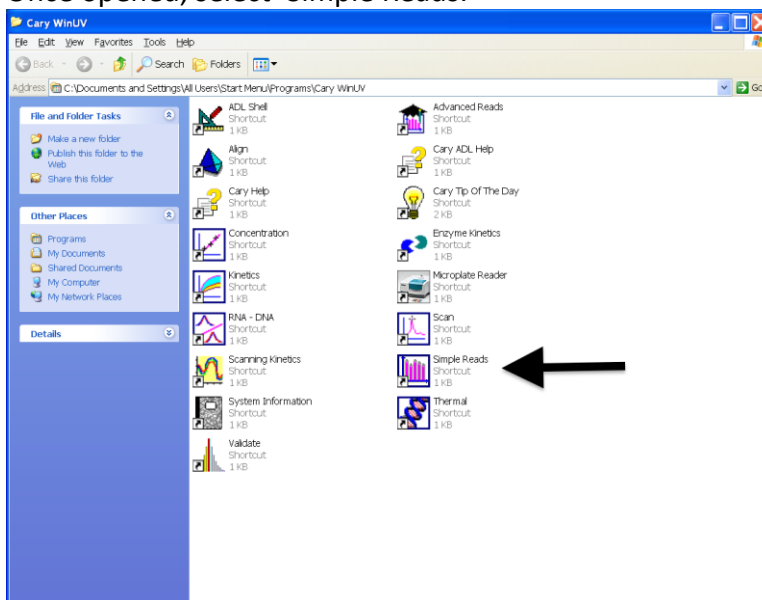 Once opened, select 'Simple Reads.'
Cary WinUV
File Edit View Favorites Tools Help
Back Search Folders
Address C:\Documents and Settings\All Users\Start Menu\Programs\Cary WinUV Go
File and Folder Tasks
Make a new folder
Publish this folder to the
Web
Share this folder
Other Places
Programs
My Documents
Shared Documents
My Computer
My Network Places
Details
ADL Shell
Shortcut
1 KB
Advanced Reads
Shortcut
1 KB
Align
Shortcut
1 KB
Cary ADL Help
Shortcut
1 KB
Cary Help
Shortcut
1 KB
Cary Tip Of The Day
Shortcut
2 KB
Concentration
Shortcut
1 KB
Enzyme Kinetics
Shortcut
1 KB
Kinetics
Shortcut
1 KB
Microplate Reader
Shortcut
1 KB
RNA - DNA
Shortcut
1 KB
Scan
Shortcut
1 KB
Scanning Kinetics
Shortcut
1 KB
Simple Reads
Shortcut
1 KB
System Information
Shortcut
1 KB
Thermal
Shortcut
1 KB
Validate
Shortcut
1 KB